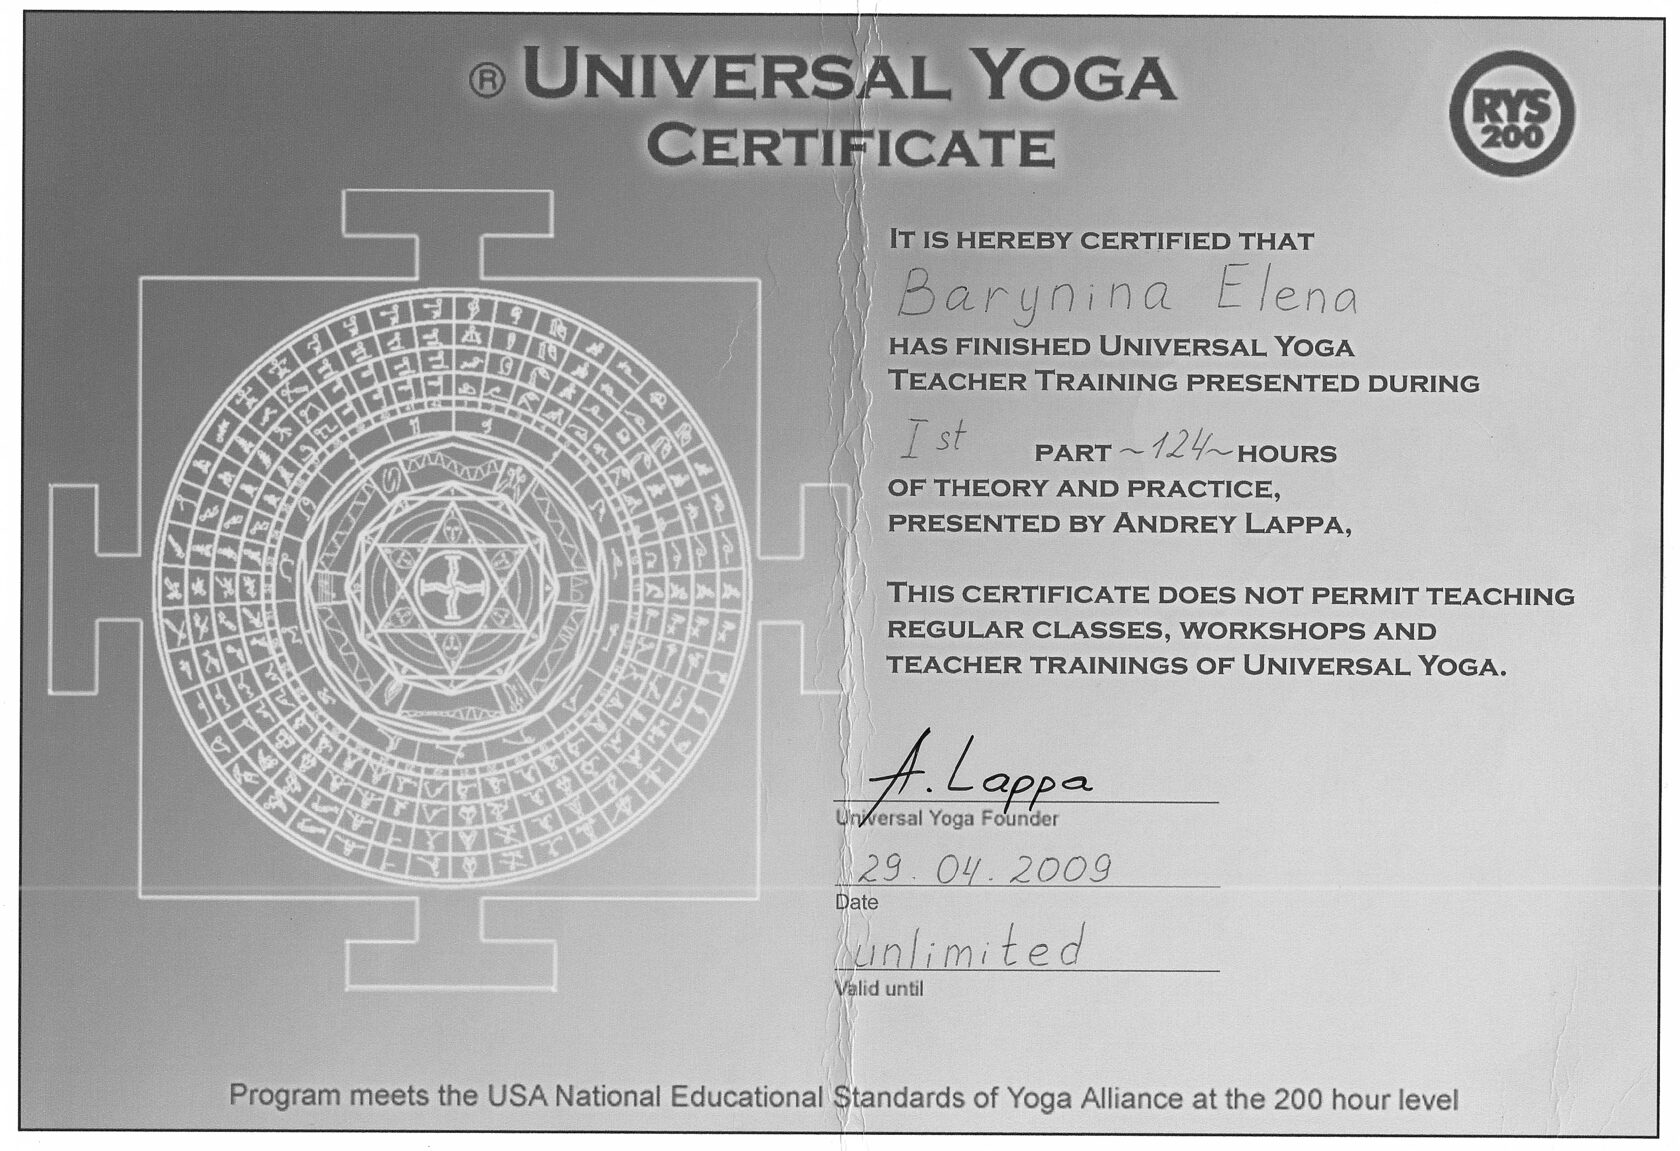 ® UNIVERSAL YOGA
CERTIFICATE
RYS
200
IT IS HEREBY CERTIFIED THAT
Barynina Elena
HAS FINISHED UNIVERSAL YOGA
TEACHER TRAINING PRESENTED DURING
Ist PART ~124~ HOURS
OF THEORY AND PRACTICE,
PRESENTED BY ANDREY LAPPA,
THIS CERTIFICATE DOES NOT PERMIT TEACHING
REGULAR CLASSES, WORKSHOPS AND
TEACHER TRAININGS OF UNIVERSAL YOGA.
A. Lappa
Universal Yoga Founder
29. 04. 2009
Date
unlimited
Valid until
Program meets the USA National Educational Standards of Yoga Alliance at the 200 hour level